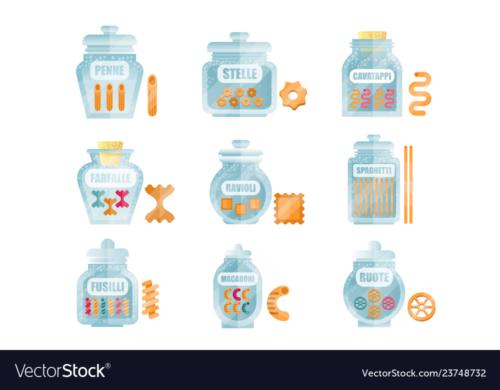 PENNE
STELLE
CAVATAPPI
FARFALLE
RAVIOLI
SPAGHETTI
FUSILLI
MACARONI
RUOTE
VectorStock®
VectorStock.com/23748732